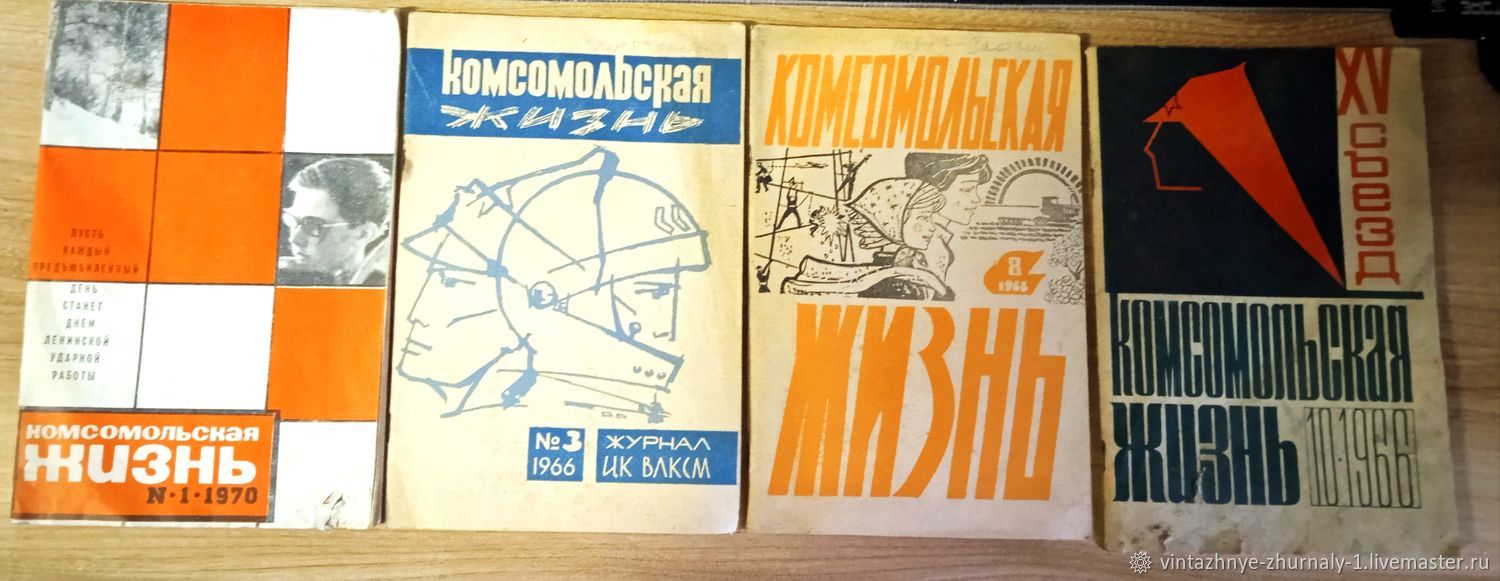 ПУСТЬ
КАЖДЫЙ
ПРЕДЪЮБИЛЕЙНЫЙ
ДЕНЬ
СТАНЕТ
ДНЕМ
ЛЕНИНСКОЙ
УДАРНОЙ
РАБОТЫ
КОМСОМОЛЬСКАЯ
ЖИЗНЬ
N·1·1970
КОМСОМОЛЬСКАЯ
ЖИЗНЬ
№3
1966
ЖУРНАЛ
ЦК ВЛКСМ
КОМСОМОЛЬСКАЯ
8
1966
ЖИЗНЬ
XV
съезд
КОМСОМОЛЬСКАЯ
ЖИЗНЬ 10·1966
vintazhnye-zhurnaly-1.livemaster.ru